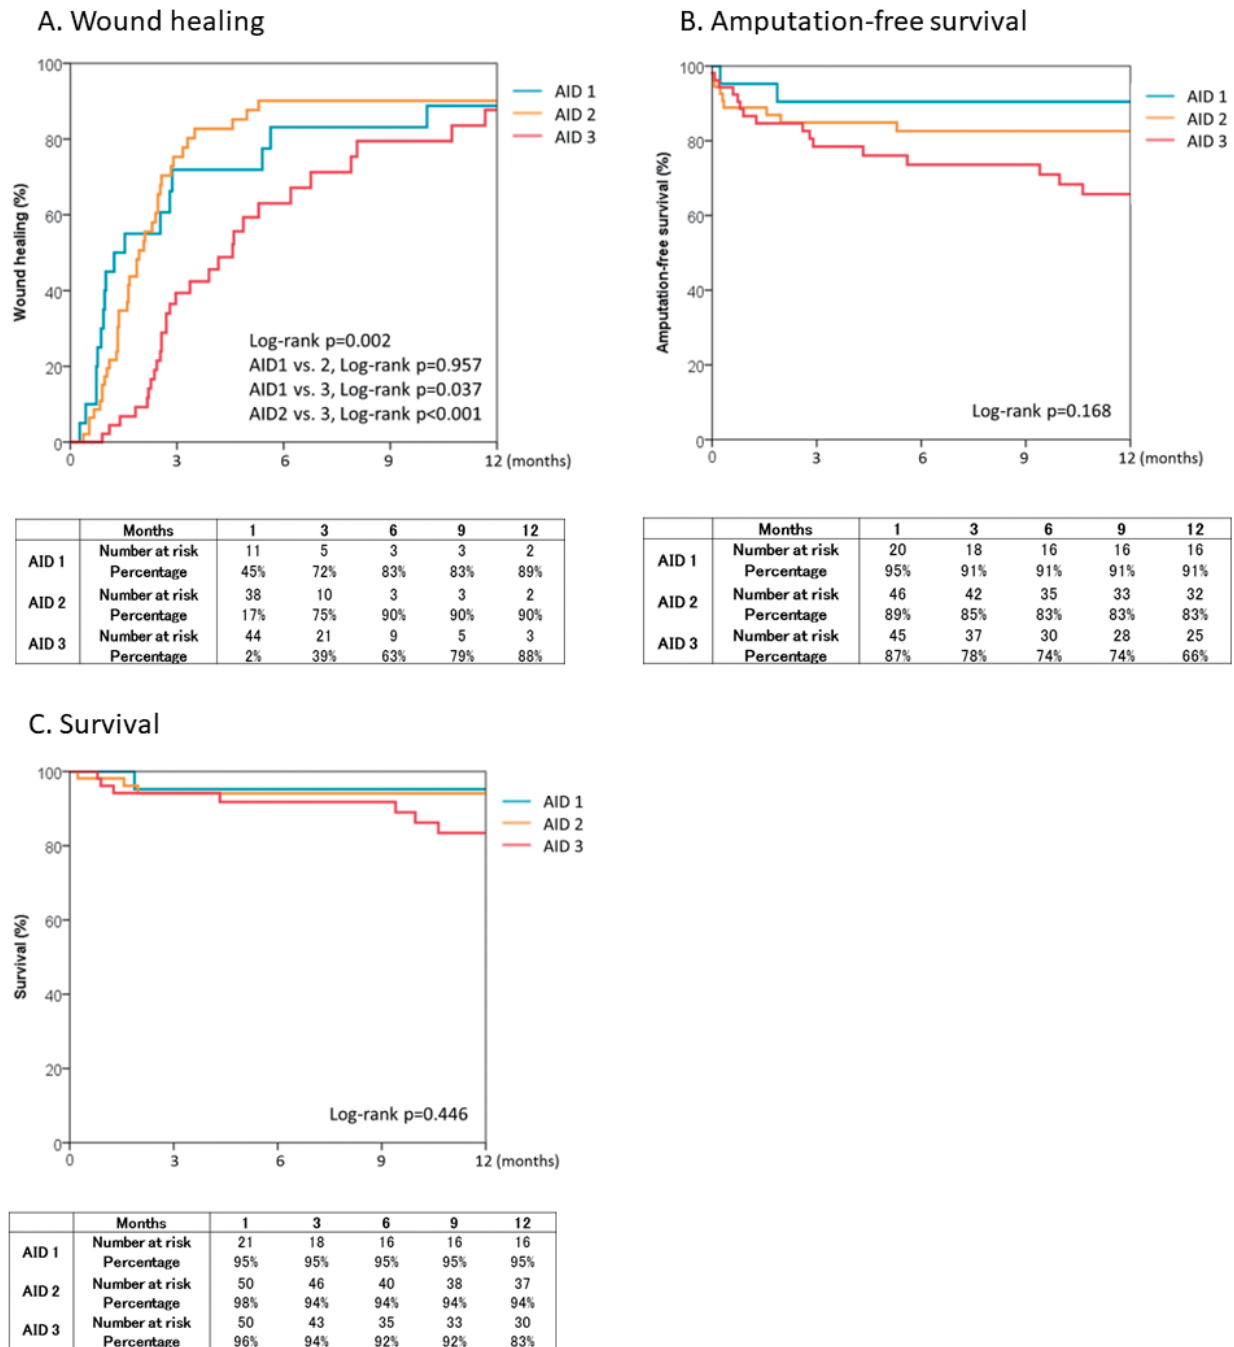 A. Wound healing
100
80
60
40
20
0
Wound healing (%)
AID 1
AID 2
AID 3
Log-rank p=0.002
AID1 vs. 2, Log-rank p=0.957
AID1 vs. 3, Log-rank p=0.037
AID2 vs. 3, Log-rank p<0.001
0 3 6 9 12 (months)
Months 1 3 6 9 12
AID 1 Number at risk 11 5 3 3 2
Percentage 45% 72% 83% 83% 89%
AID 2 Number at risk 38 10 3 3 2
Percentage 17% 75% 90% 90% 90%
AID 3 Number at risk 44 21 9 5 3
Percentage 2% 39% 63% 79% 88%
B. Amputation-free survival
100
80
60
40
20
0
Amputation-free survival (%)
AID 1
AID 2
AID 3
Log-rank p=0.168
0 3 6 9 12 (months)
Months 1 3 6 9 12
AID 1 Number at risk 20 18 16 16 16
Percentage 95% 91% 91% 91% 91%
AID 2 Number at risk 46 42 35 33 32
Percentage 89% 85% 83% 83% 83%
AID 3 Number at risk 45 37 30 28 25
Percentage 87% 78% 74% 74% 66%
C. Survival
100
80
60
40
20
0
Survival (%)
AID 1
AID 2
AID 3
Log-rank p=0.446
0 3 6 9 12 (months)
Months 1 3 6 9 12
AID 1 Number at risk 21 18 16 16 16
Percentage 95% 95% 95% 95% 95%
AID 2 Number at risk 50 46 40 38 37
Percentage 98% 94% 94% 94% 94%
AID 3 Number at risk 50 43 35 33 30
Percentage 96% 94% 92% 92% 83%